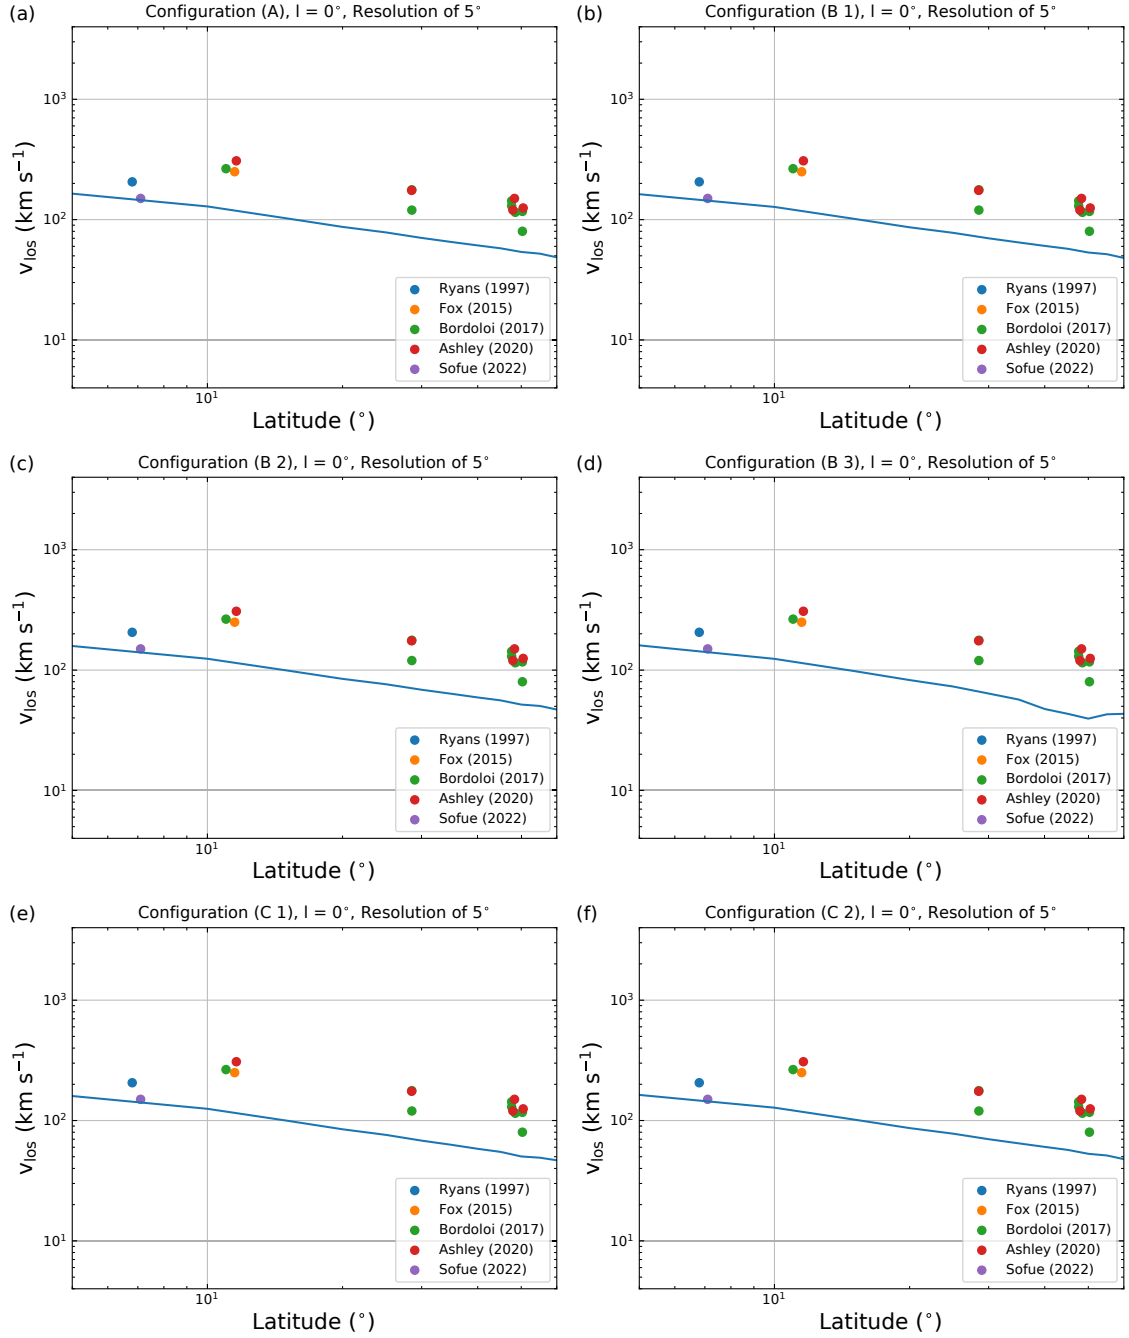 (a)
Configuration (A), l = 0°, Resolution of 5°
10³
10²
10¹
v_los (km s⁻¹)
Ryans (1997)
Fox (2015)
Bordoloi (2017)
Ashley (2020)
Sofue (2022)
10¹
Latitude (°)
(b)
Configuration (B 1), l = 0°, Resolution of 5°
10³
10²
10¹
v_los (km s⁻¹)
Ryans (1997)
Fox (2015)
Bordoloi (2017)
Ashley (2020)
Sofue (2022)
10¹
Latitude (°)
(c)
Configuration (B 2), l = 0°, Resolution of 5°
10³
10²
10¹
v_los (km s⁻¹)
Ryans (1997)
Fox (2015)
Bordoloi (2017)
Ashley (2020)
Sofue (2022)
10¹
Latitude (°)
(d)
Configuration (B 3), l = 0°, Resolution of 5°
10³
10²
10¹
v_los (km s⁻¹)
Ryans (1997)
Fox (2015)
Bordoloi (2017)
Ashley (2020)
Sofue (2022)
10¹
Latitude (°)
(e)
Configuration (C 1), l = 0°, Resolution of 5°
10³
10²
10¹
v_los (km s⁻¹)
Ryans (1997)
Fox (2015)
Bordoloi (2017)
Ashley (2020)
Sofue (2022)
10¹
Latitude (°)
(f)
Configuration (C 2), l = 0°, Resolution of 5°
10³
10²
10¹
v_los (km s⁻¹)
Ryans (1997)
Fox (2015)
Bordoloi (2017)
Ashley (2020)
Sofue (2022)
10¹
Latitude (°)